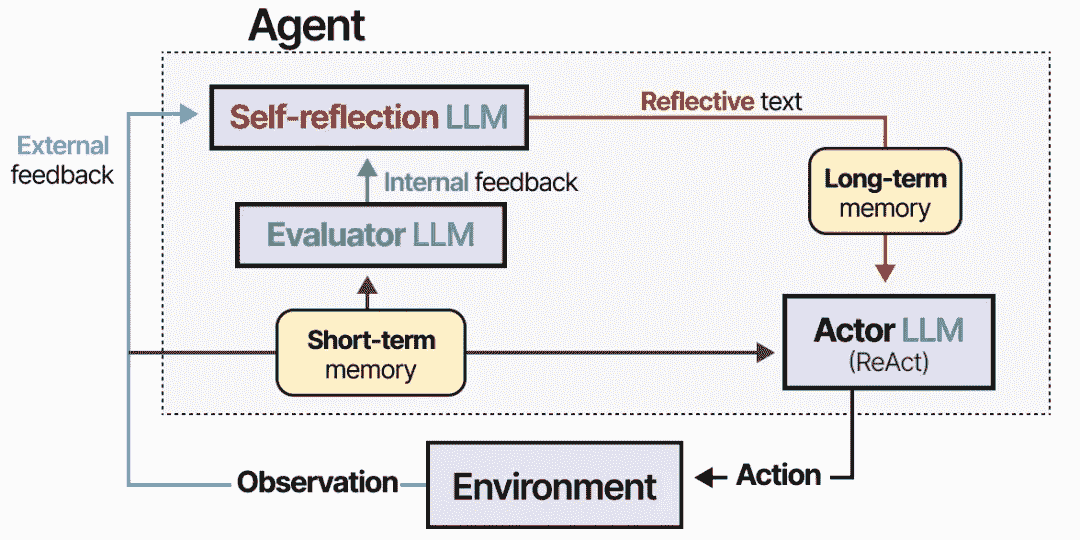 Agent
Self-reflection LLM
Reflective text
External
feedback
Internal feedback
Long-term
memory
Evaluator LLM
Short-term
memory
Actor LLM
(ReAct)
Observation
Environment
Action